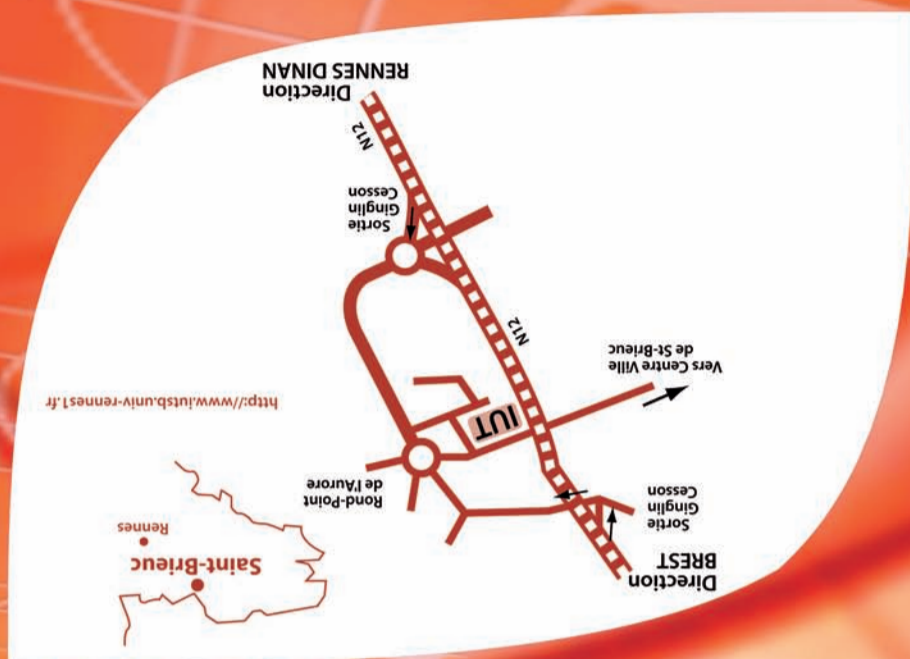 Direction
BREST
Sortie
Ginglin
Cesson
Saint-Brieuc
Rennes
Rond-Point
de l'Aurore
IUT
http://www.iutsb.univ-rennes1.fr
Vers Centre Ville
de St-Brieuc
N12
Sortie
Ginglin
Cesson
N12
Direction
RENNES DINAN